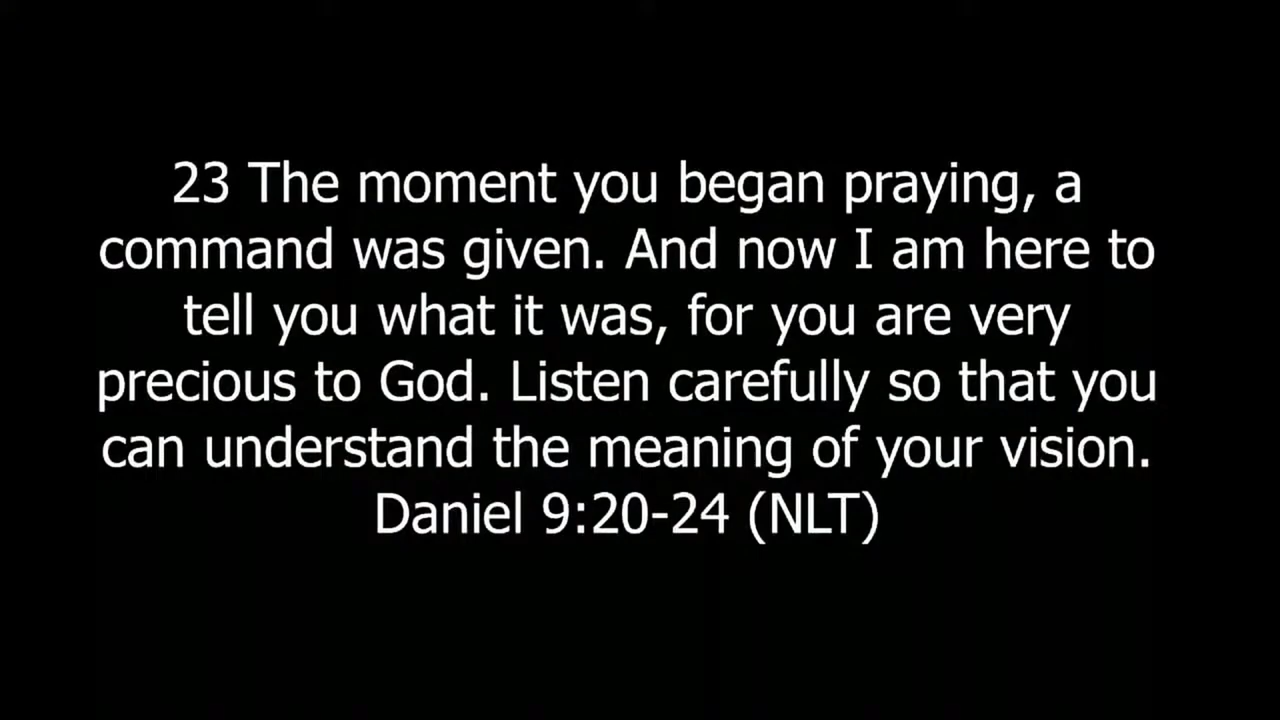 23 The moment you began praying, a
command was given. And now I am here to
tell you what it was, for you are very
precious to God. Listen carefully so that you
can understand the meaning of your vision.
Daniel 9:20-24 (NLT)